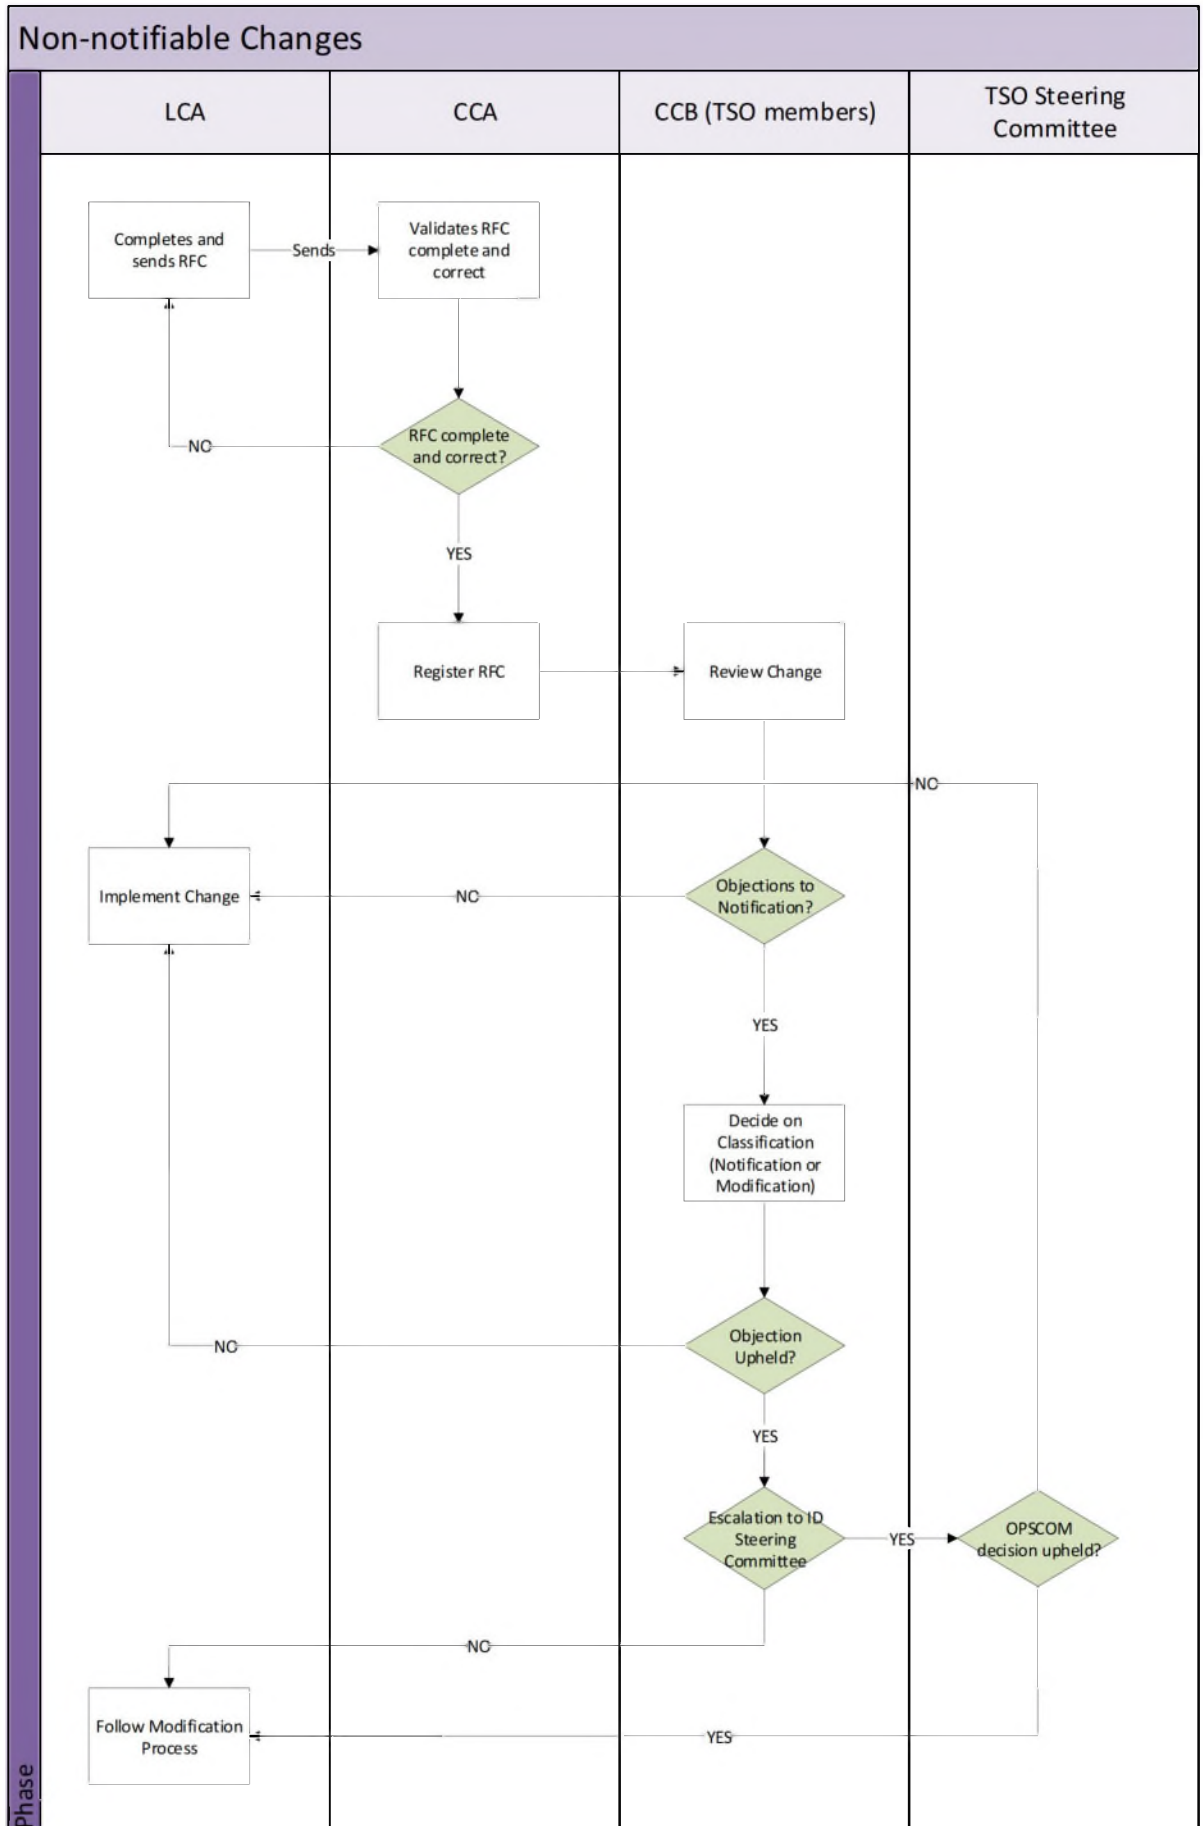 Non-notifiable Changes
LCA
CCA
CCB (TSO members)
TSO Steering
Committee
Completes and
sends RFC
Sends
Validates RFC
complete and
correct
RFC complete
and correct?
NO
YES
Register RFC
Review Change
NO
Implement Change
NO
Objections to
Notification?
YES
Decide on
Classification
(Notification or
Modification)
Objection
Upheld?
NO
YES
Escalation to ID
Steering
Committee
YES
OPSCOM
decision upheld?
NO
Follow Modification
Process
YES
Phase